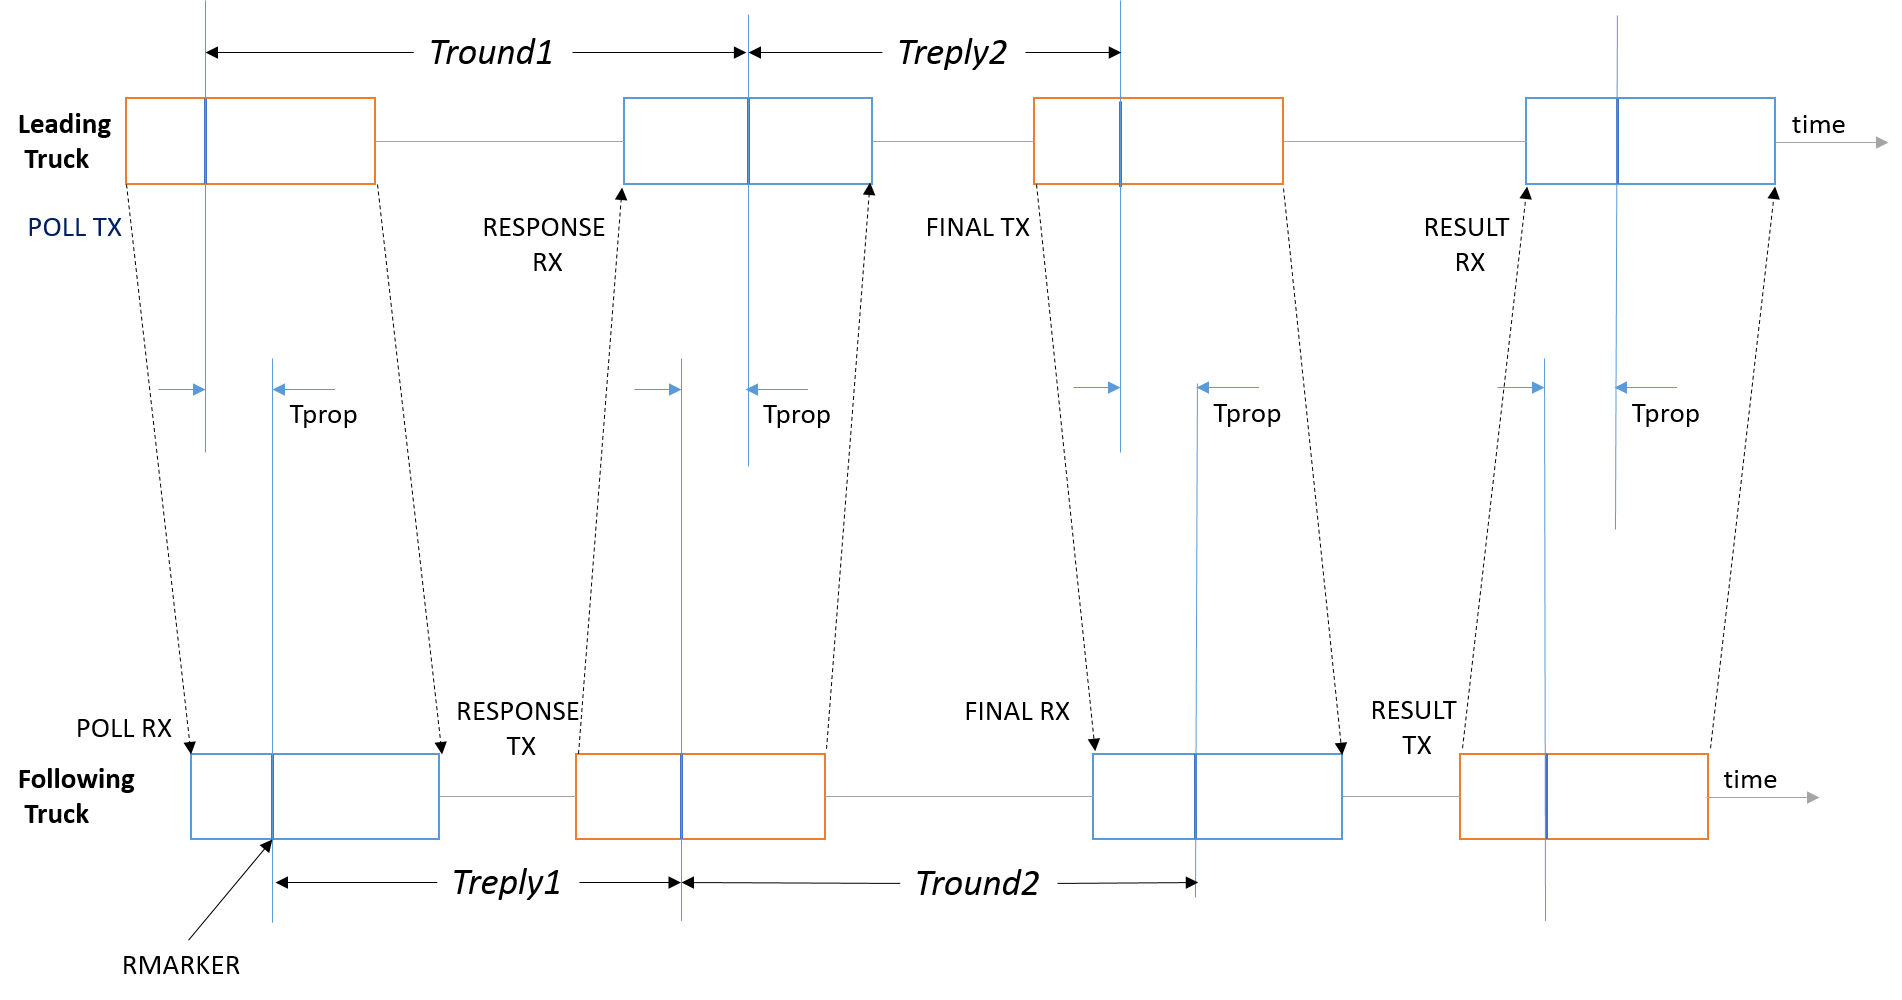 Tround1
Treply2
Leading
Truck
time
POLL TX
RESPONSE
RX
FINAL TX
RESULT
RX
Tprop
Tprop
Tprop
Tprop
POLL RX
RESPONSE
TX
FINAL RX
RESULT
TX
Following
Truck
time
Treply1
Tround2
RMARKER